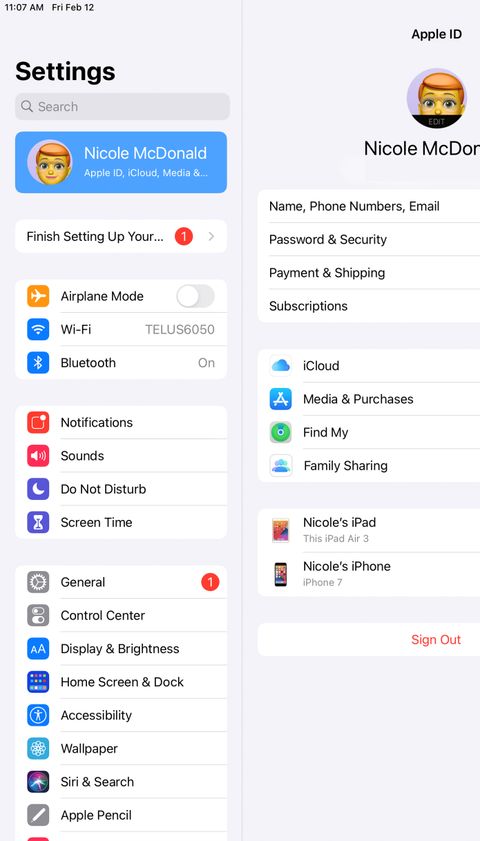 11:07 AM Fri Feb 12
Settings
Search
Nicole McDonald
Apple ID, iCloud, Media &...
Finish Setting Up Your... 1
Airplane Mode
Wi-Fi TELUS6050
Bluetooth On
Notifications
Sounds
Do Not Disturb
Screen Time
General 1
Control Center
AA Display & Brightness
Home Screen & Dock
Accessibility
Wallpaper
Siri & Search
Apple Pencil
Apple ID
EDIT
Nicole McDon
Name, Phone Numbers, Email
Password & Security
Payment & Shipping
Subscriptions
iCloud
Media & Purchases
Find My
Family Sharing
Nicole's iPad
This iPad Air 3
Nicole's iPhone
iPhone 7
Sign Out